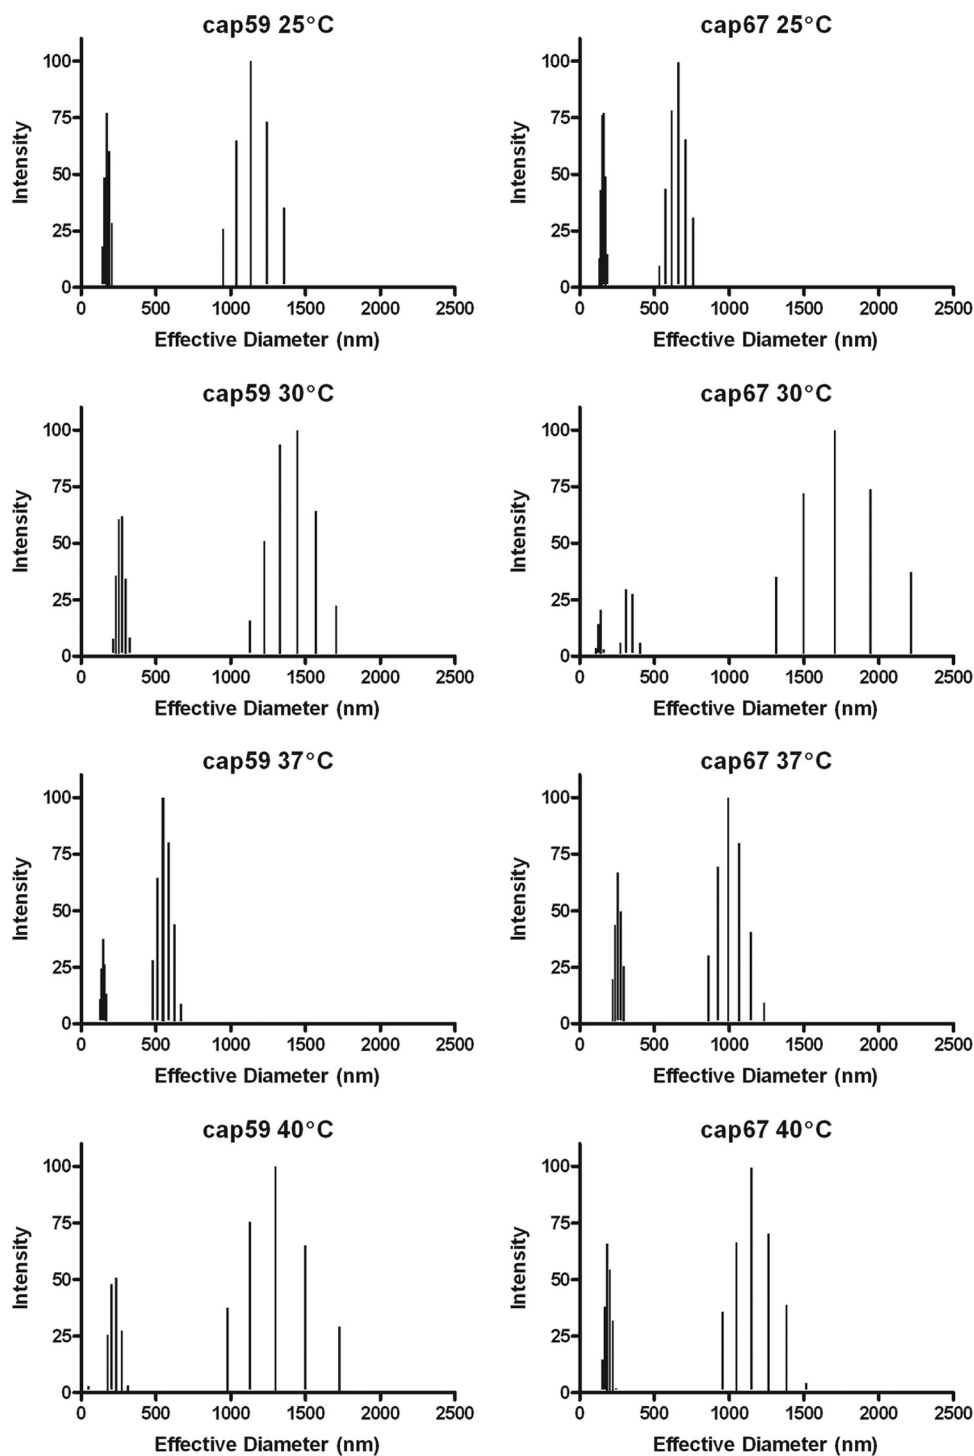 cap59 25°C
100
75
50
25
0
Intensity
0 500 1000 1500 2000 2500
Effective Diameter (nm)
cap67 25°C
100
75
50
25
0
Intensity
0 500 1000 1500 2000 2500
Effective Diameter (nm)
cap59 30°C
100
75
50
25
0
Intensity
0 500 1000 1500 2000 2500
Effective Diameter (nm)
cap67 30°C
100
75
50
25
0
Intensity
0 500 1000 1500 2000 2500
Effective Diameter (nm)
cap59 37°C
100
75
50
25
0
Intensity
0 500 1000 1500 2000 2500
Effective Diameter (nm)
cap67 37°C
100
75
50
25
0
Intensity
0 500 1000 1500 2000 2500
Effective Diameter (nm)
cap59 40°C
100
75
50
25
0
Intensity
0 500 1000 1500 2000 2500
Effective Diameter (nm)
cap67 40°C
100
75
50
25
0
Intensity
0 500 1000 1500 2000 2500
Effective Diameter (nm)